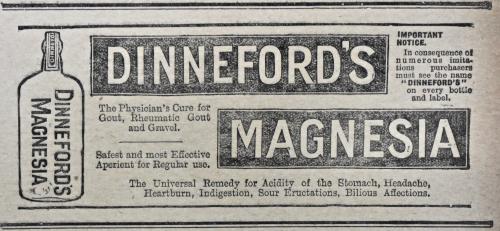 DINNEFORD'S
MAGNESIA
DINNEFORD'S
IMPORTANT
NOTICE.
In consequence of
numerous imita-
tions purchasers
must see the name
"DINNEFORD'S"
on every bottle
and label.
The Physician's Cure for
Gout, Rheumatic Gout
and Gravel.
MAGNESIA
Safest and most Effective
Aperient for Regular use.
The Universal Remedy for Acidity of the Stomach, Headache,
Heartburn, Indigestion, Sour Eructations, Bilious Affections.